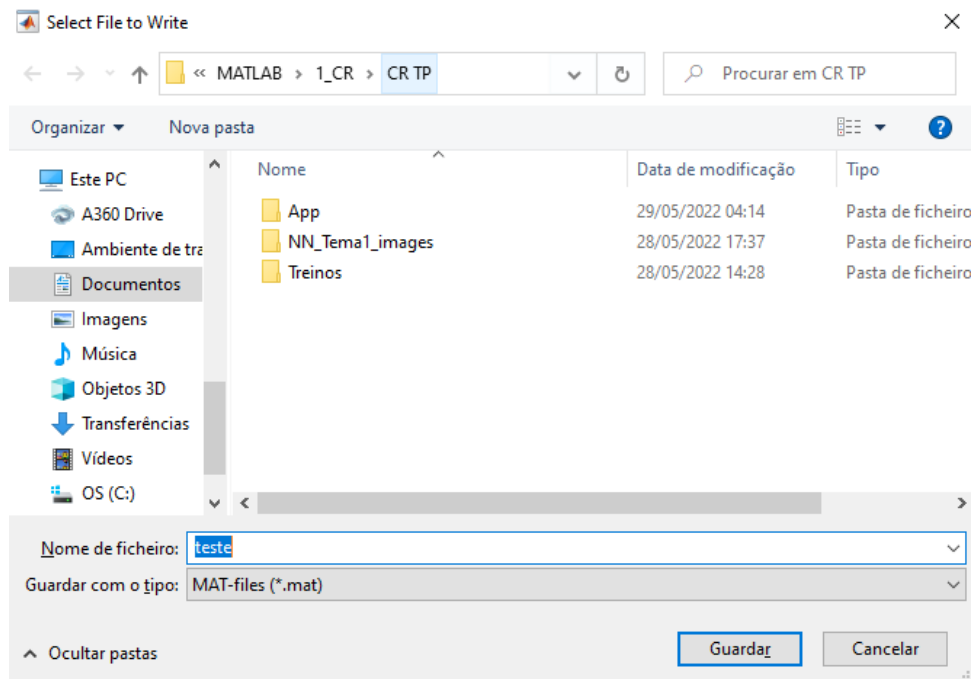 Select File to Write
« MATLAB > 1_CR > CR TP
Procurar em CR TP
Organizar
Nova pasta
Este PC
A360 Drive
Ambiente de tra
Documentos
Imagens
Música
Objetos 3D
Transferências
Vídeos
OS (C:)
Nome Data de modificação Tipo
App 29/05/2022 04:14 Pasta de ficheiro
NN_Tema1_images 28/05/2022 17:37 Pasta de ficheiro
Treinos 28/05/2022 14:28 Pasta de ficheiro
Nome de ficheiro: teste
Guardar com o tipo: MAT-files (*.mat)
Ocultar pastas
Guardar
Cancelar